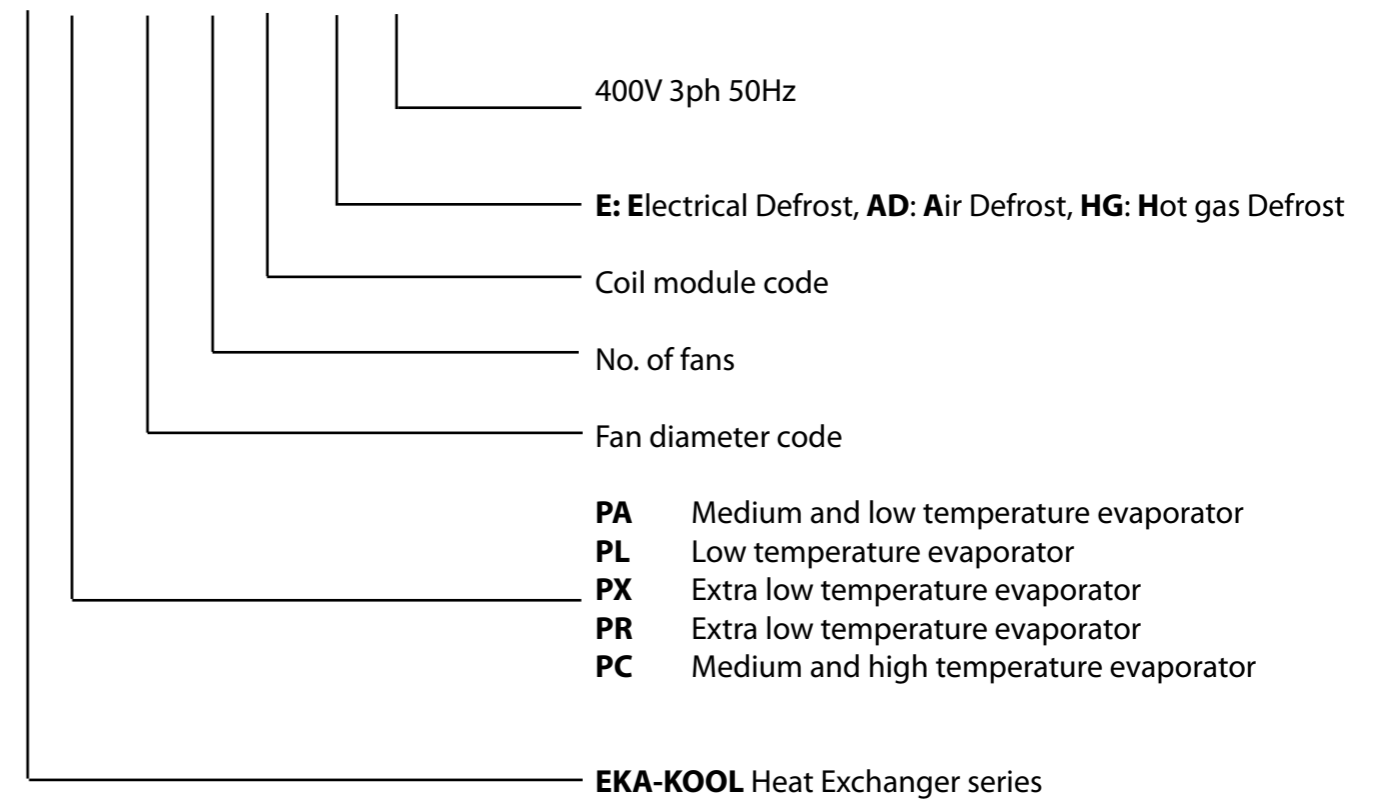 400V 3ph 50Hz
E: Electrical Defrost, AD: Air Defrost, HG: Hot gas Defrost
Coil module code
No. of fans
Fan diameter code
PA Medium and low temperature evaporator
PL Low temperature evaporator
PX Extra low temperature evaporator
PR Extra low temperature evaporator
PC Medium and high temperature evaporator
EKA-KOOL Heat Exchanger series